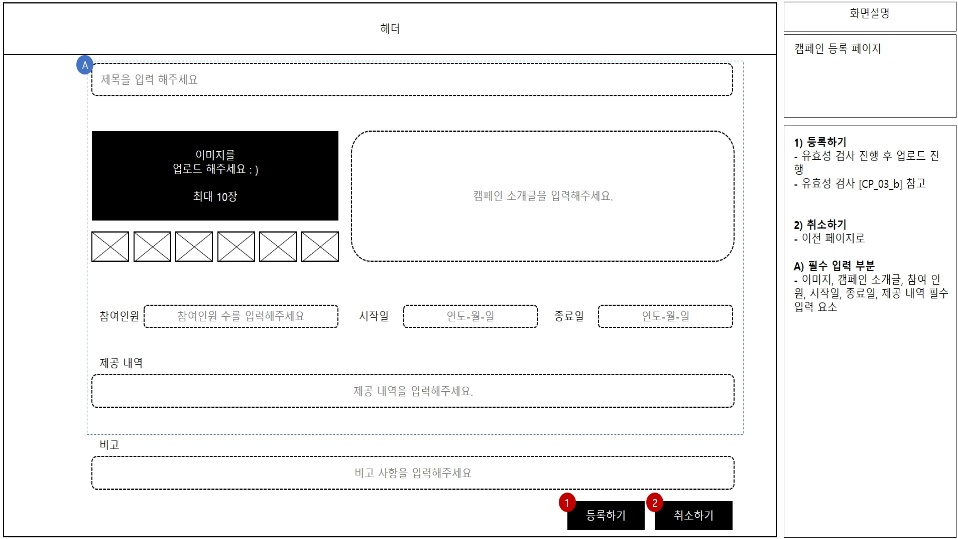 헤더
A
제목을 입력 해주세요
이미지를
업로드 해주세요 ; )
최대 10장
캠페인 소개글을 입력해주세요.
참여인원
참여인원 수를 입력해주세요
시작일
연도-월-일
종료일
연도-월-일
제공 내역
제공 내역을 입력해주세요.
비고
비고 사항을 입력해주세요
1
등록하기
2
취소하기
화면설명
캠페인 등록 페이지
1) 등록하기
- 유효성 검사 진행 후 업로드 진
행
- 유효성 검사 [CP_03_b] 참고
2) 취소하기
- 이전 페이지로
A) 필수 입력 부분
- 이미지, 캠페인 소개글, 참여 인
원, 시작일, 종료일, 제공 내역 필수
입력 요소